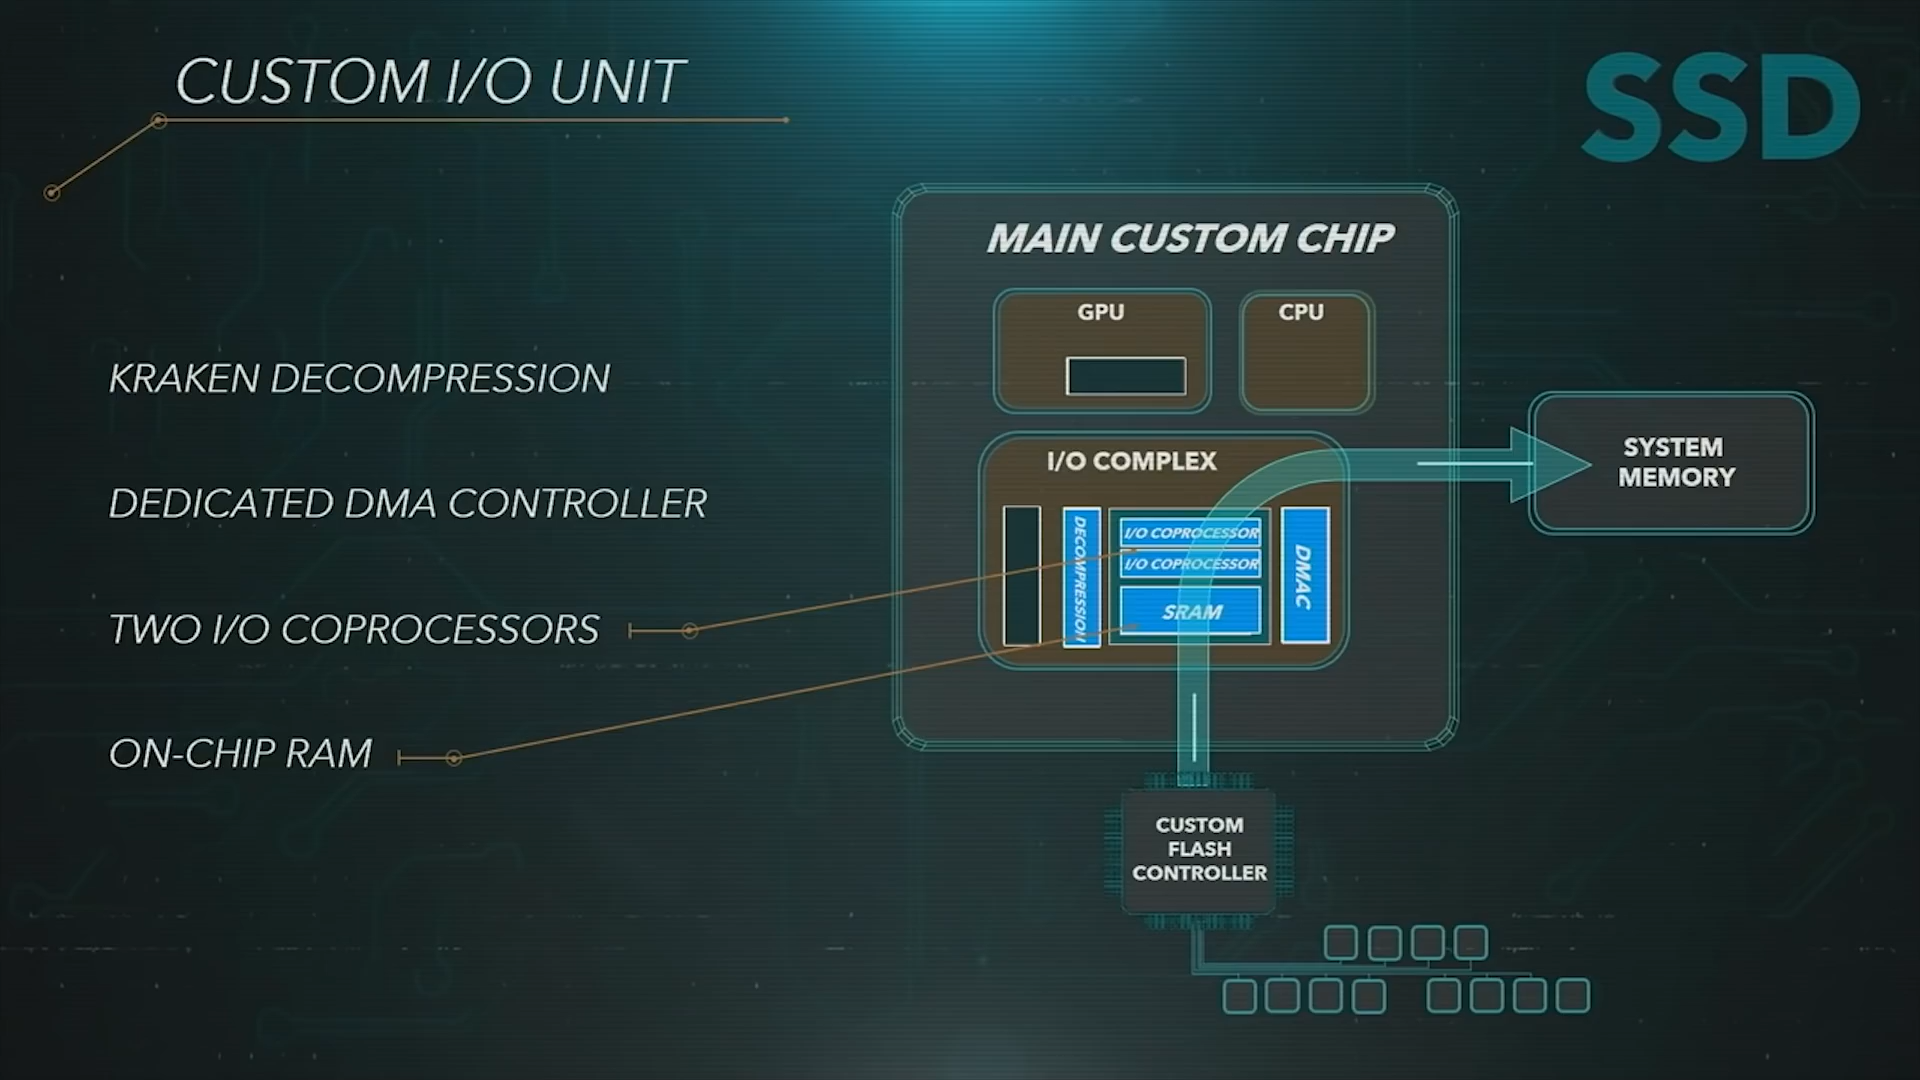 CUSTOM I/O UNIT
SSD
KRAKEN DECOMPRESSION
DEDICATED DMA CONTROLLER
TWO I/O COPROCESSORS
ON-CHIP RAM
MAIN CUSTOM CHIP
GPU
CPU
I/O COMPLEX
DECOMPRESSION
I/O COPROCESSOR
I/O COPROCESSOR
SRAM
DMAC
SYSTEM
MEMORY
CUSTOM
FLASH
CONTROLLER